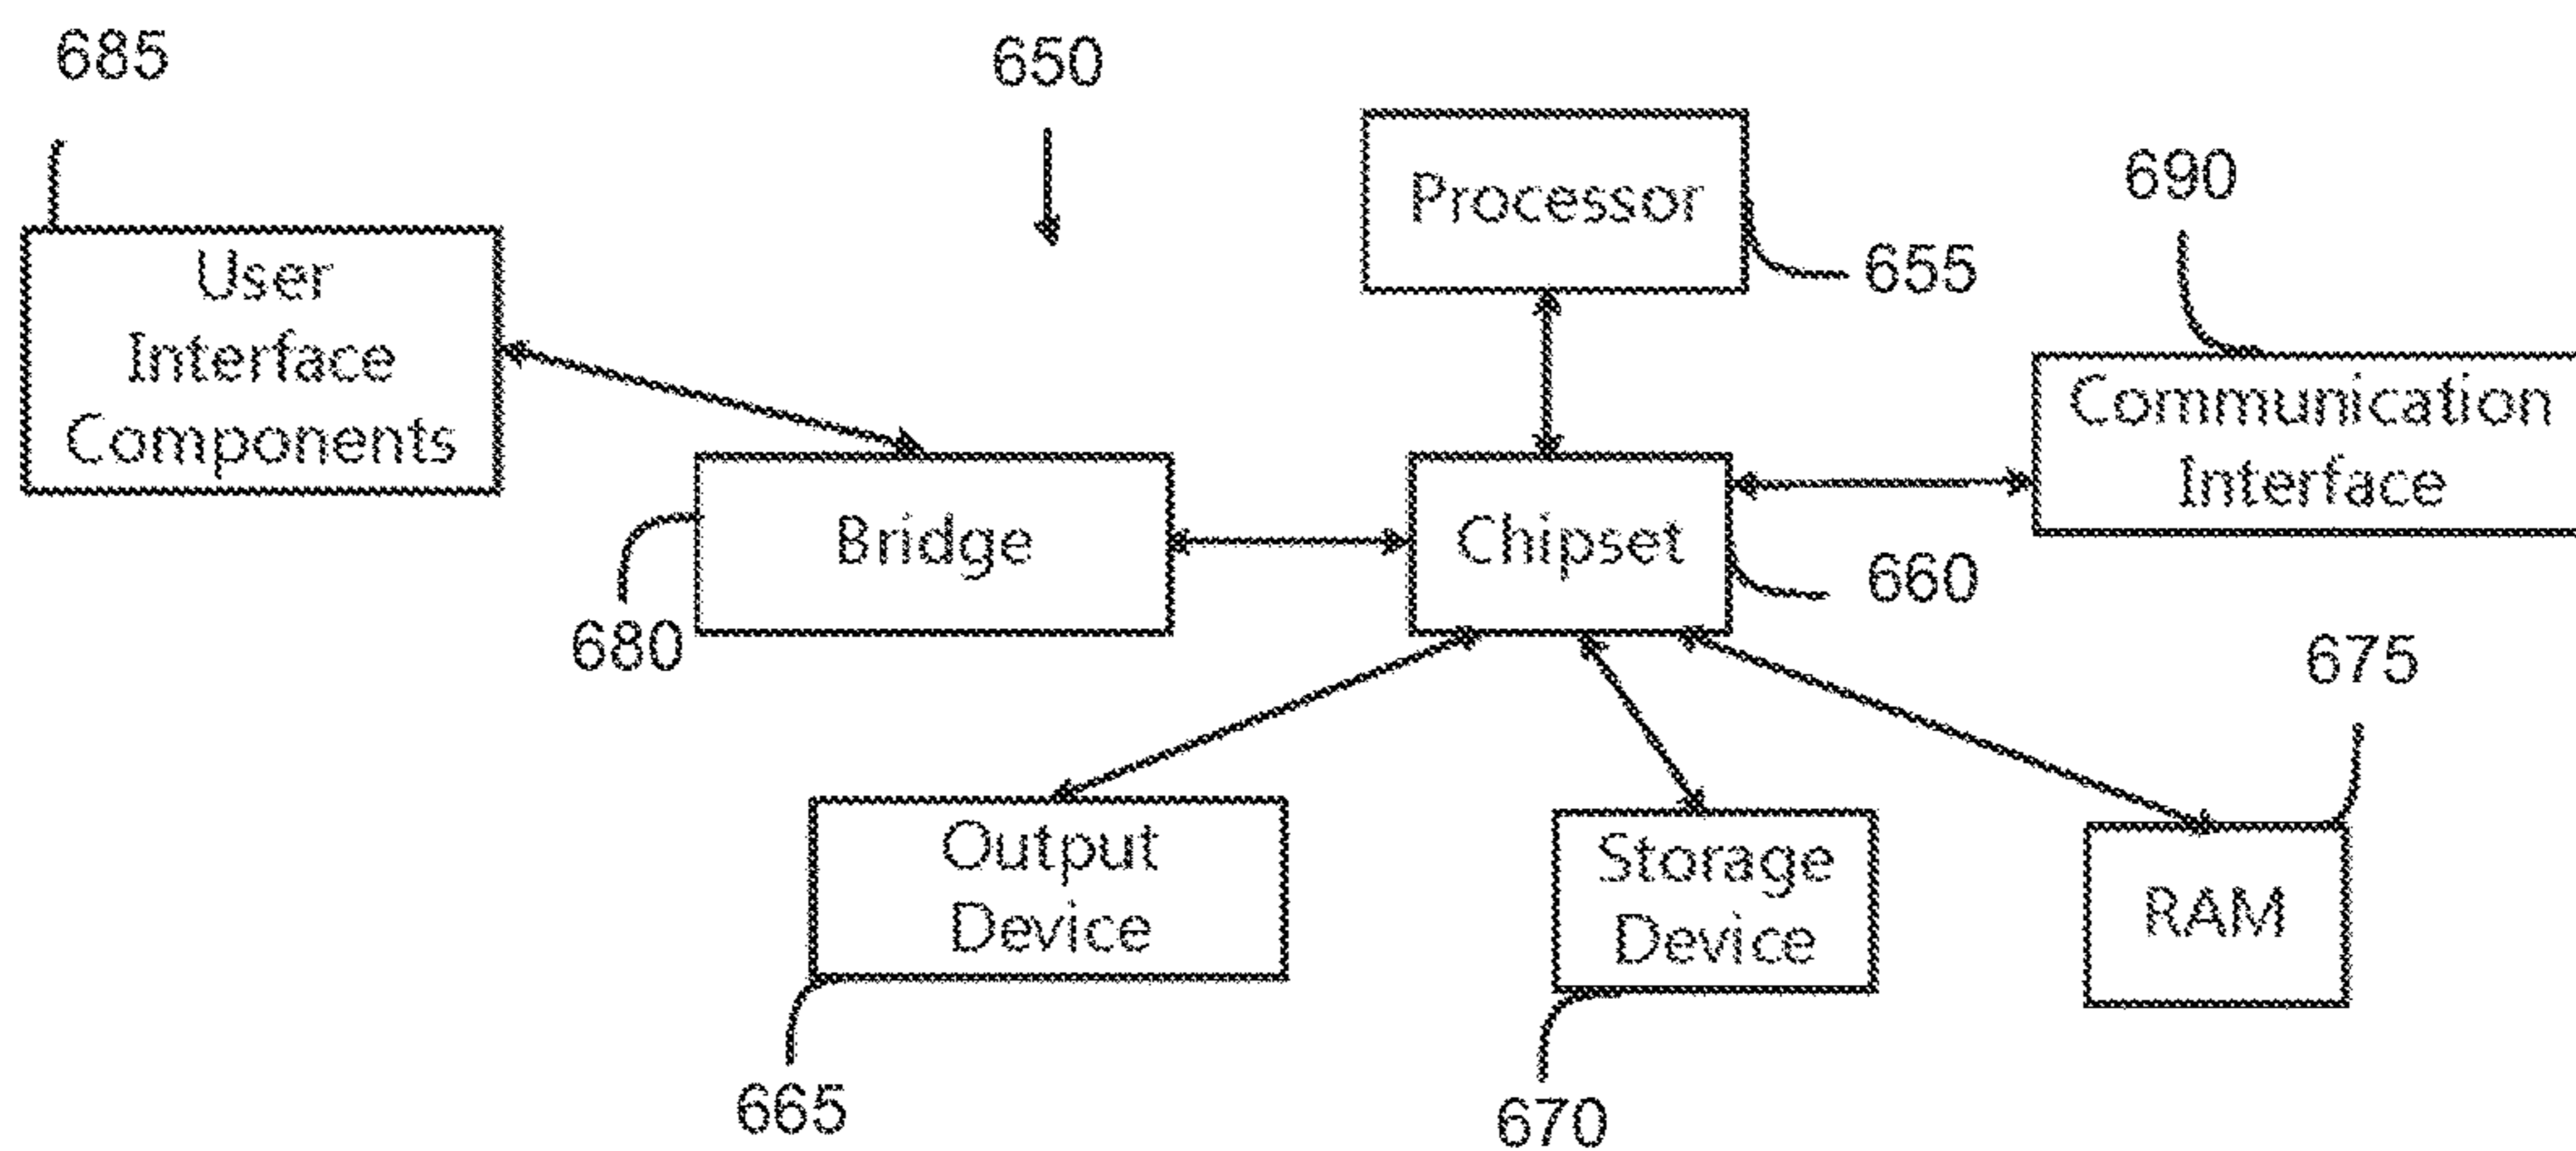 685
650
Processor
690
655
User
Interface
Components
Communication
Interface
Bridge
Chipset
660
680
675
Output
Device
Storage
Device
RAM
665
670